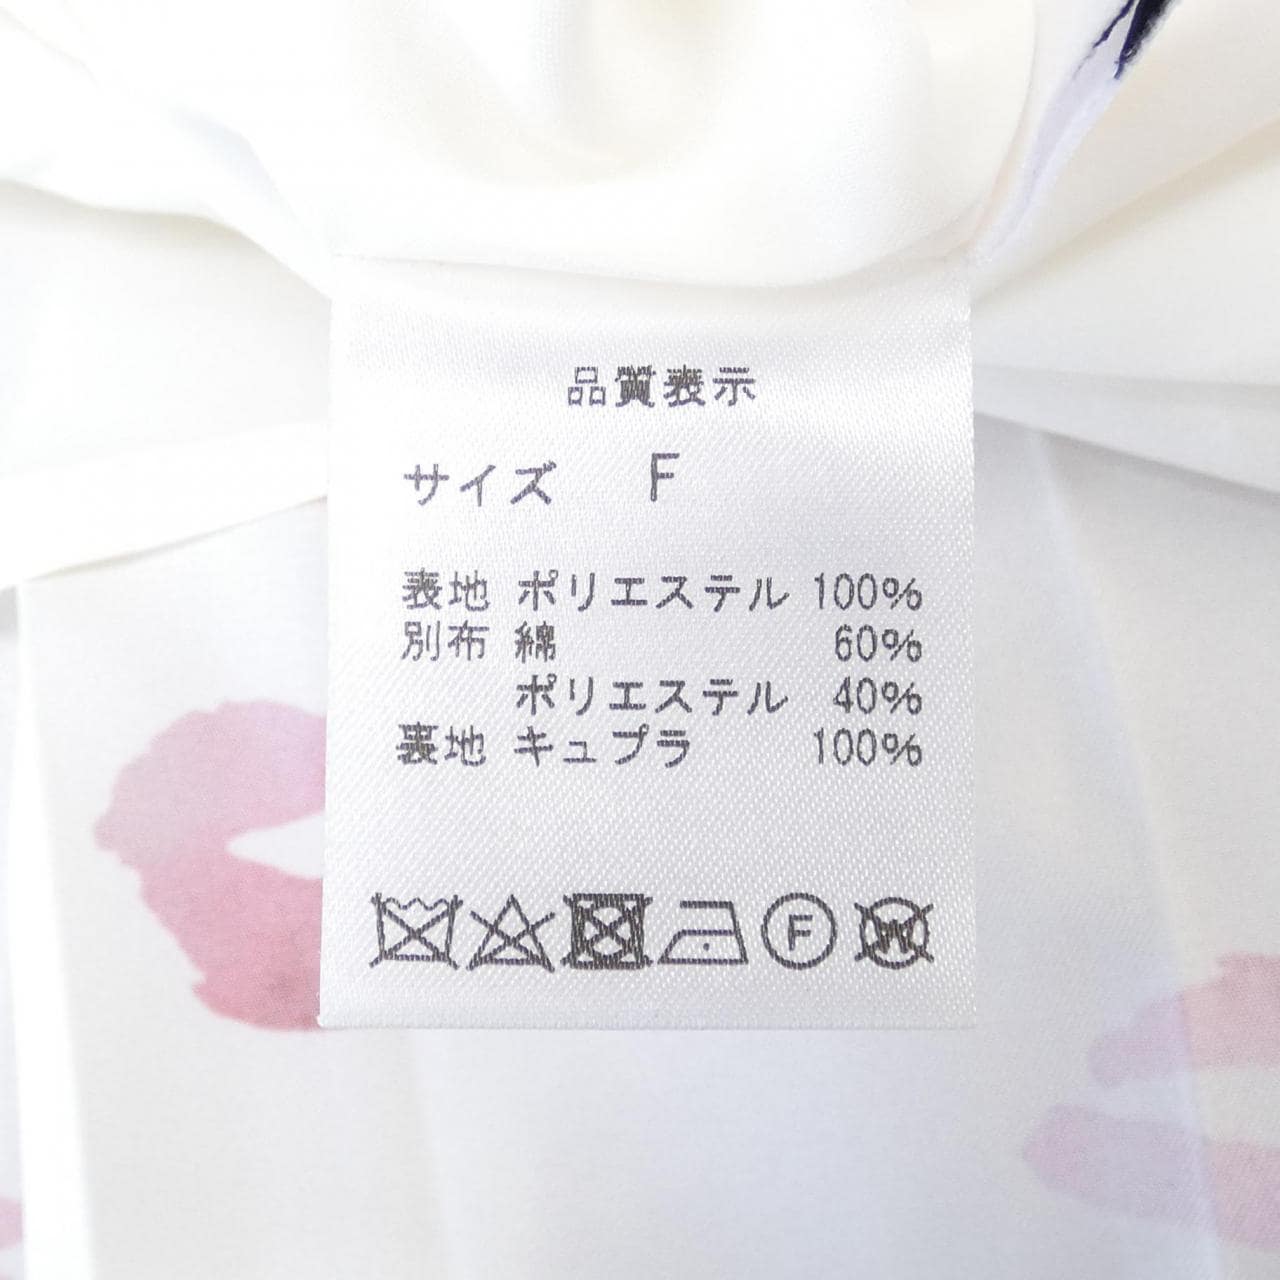 品質表示
サイズ F
表地 ポリエステル 100%
別布 綿 60%
ポリエステル 40%
裏地 キュプラ 100%
F W